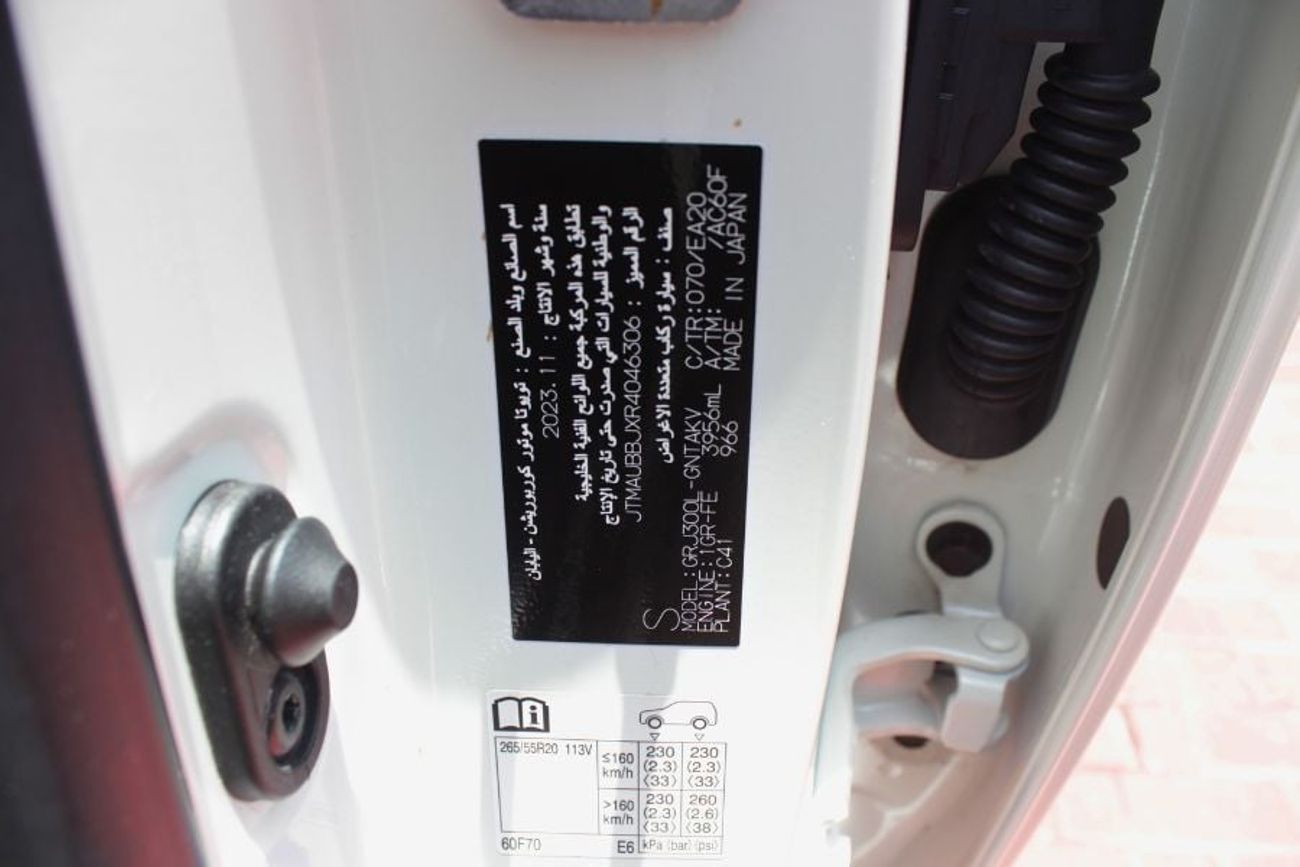 اسم الصانع وبلد الصنع : تويوتا موتور كوربوريشن - اليابان
سنة وشهر الانتاج : 2023.11
تطابق هذه المركبة جميع اللوائح الفنية الخليجية
والوطنية للسيارات التي صدرت حتى تاريخ الإنتاج
الرقم المميز : JTMAUBBJXR4046306
صنف : سيارة ركاب متعددة الاغراض
S
MODEL:GRJ300L-GNTAKV C/TR:070/EA20
ENGINE:1GR-FE 3956mL A/TM: /AC60F
PLANT:C41 966 MADE IN JAPAN
265/55R20 113V
≤160 km/h
230 230
(2.3) (2.3)
〈33〉 〈33〉
>160 km/h
230 260
(2.3) (2.6)
〈33〉 〈38〉
60F70 E6 kPa (bar) 〈psi〉